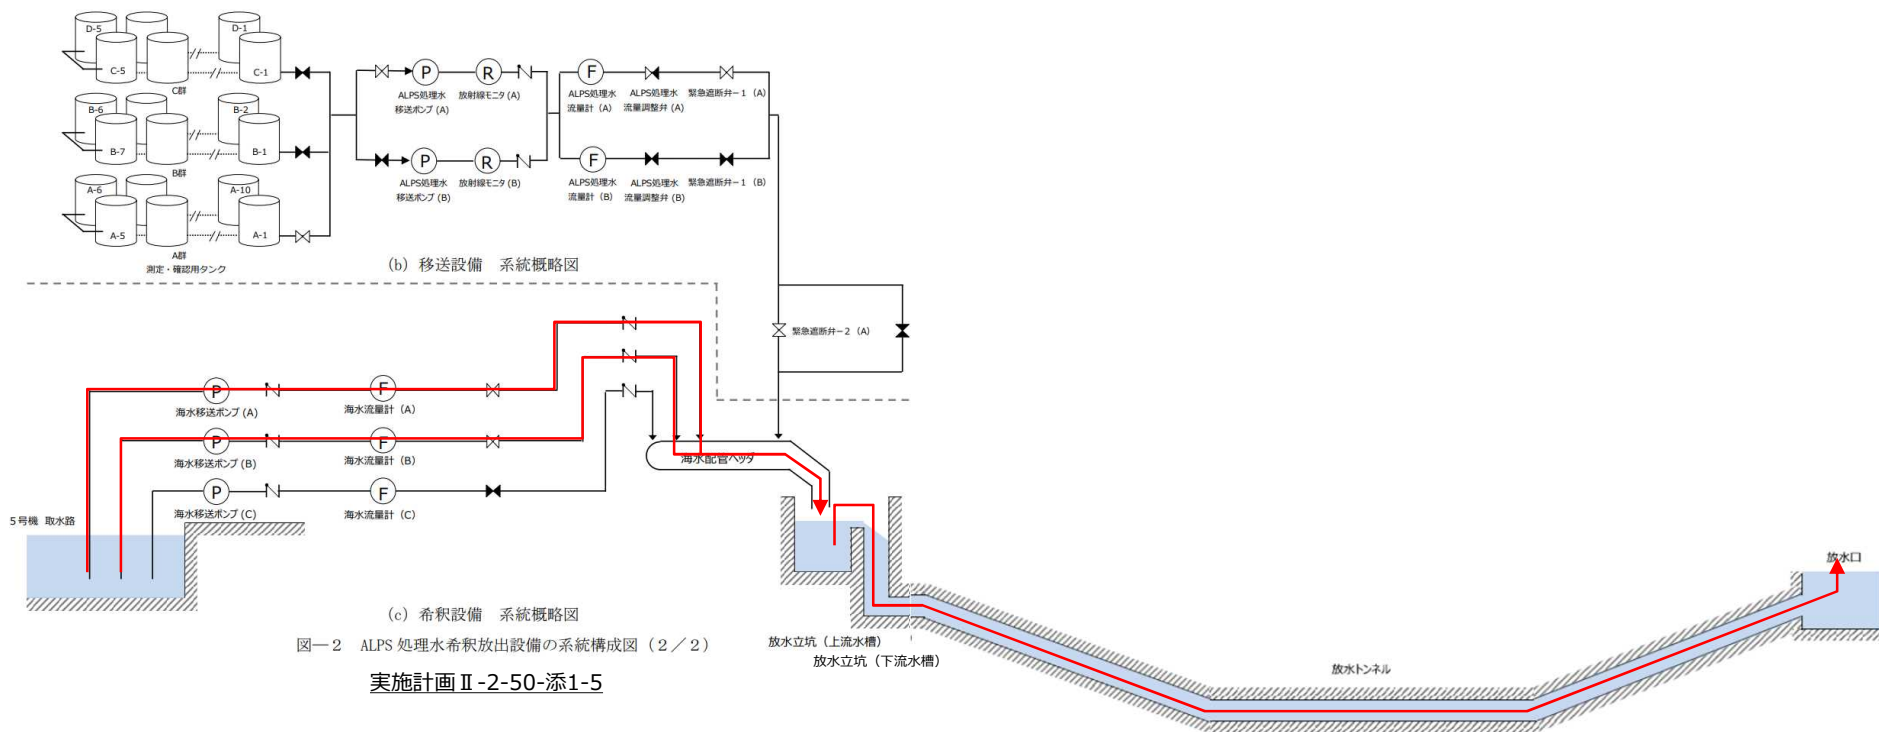 D-5
D-1
C-5
C-1
C群
B-6
B-2
B-7
B-1
B群
A-6
A-10
A-5
A-1
A群
測定・確認用タンク
P
ALPS処理水
移送ポンプ (A)
R
放射線モニタ (A)
F
ALPS処理水
流量計 (A)
ALPS処理水
流量調整弁 (A)
緊急遮断弁－1 (A)
P
ALPS処理水
移送ポンプ (B)
R
放射線モニタ (B)
F
ALPS処理水
流量計 (B)
ALPS処理水
流量調整弁 (B)
緊急遮断弁－1 (B)
(b) 移送設備　系統概略図
緊急遮断弁－2 (A)
P
海水移送ポンプ (A)
F
海水流量計 (A)
P
海水移送ポンプ (B)
F
海水流量計 (B)
P
海水移送ポンプ (C)
F
海水流量計 (C)
海水配管ヘッダ
5号機 取水路
放水口
(c) 希釈設備　系統概略図
図―2　ALPS 処理水希釈放出設備の系統構成図（2／2）
放水立坑（上流水槽）
放水立坑（下流水槽）
放水トンネル
実施計画Ⅱ-2-50-添1-5